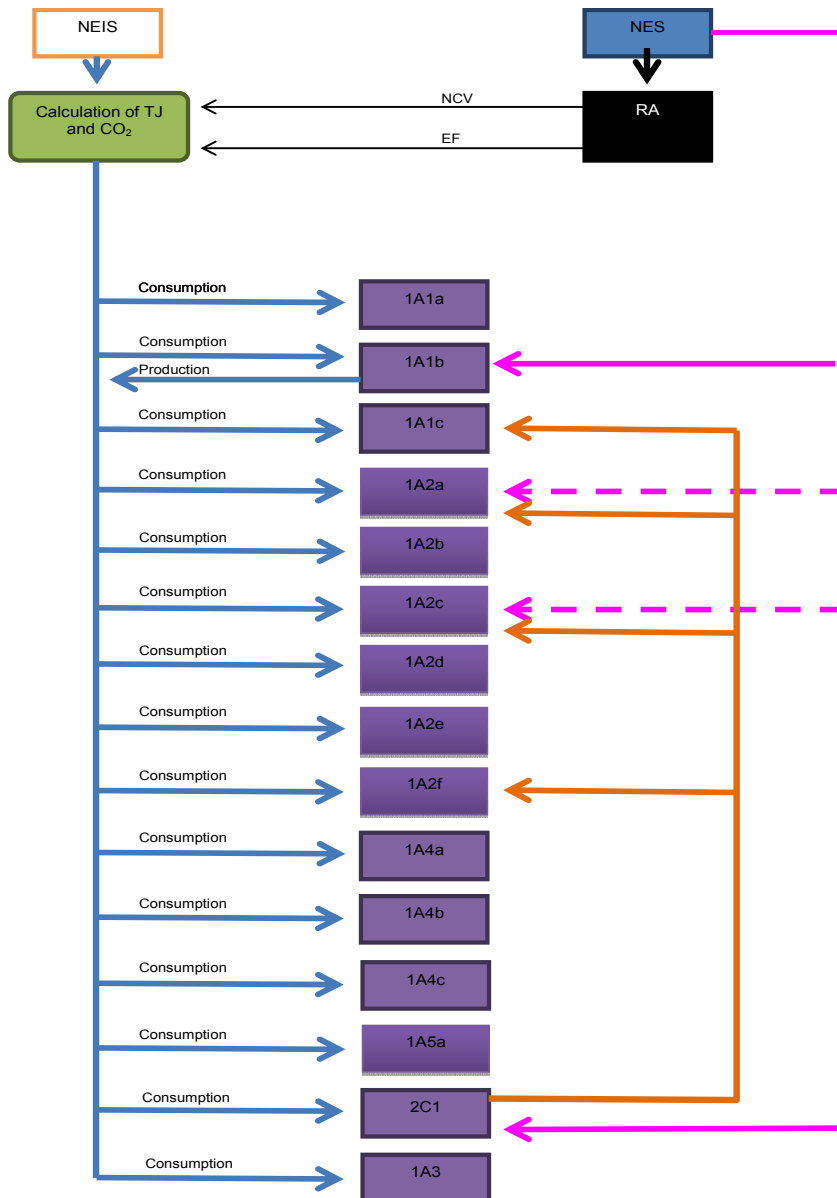 NEIS
NES
Calculation of TJ
and CO₂
NCV
RA
EF
Consumption
1A1a
Consumption
1A1b
Production
Consumption
1A1c
Consumption
1A2a
Consumption
1A2b
Consumption
1A2c
Consumption
1A2d
Consumption
1A2e
Consumption
1A2f
Consumption
1A4a
Consumption
1A4b
Consumption
1A4c
Consumption
1A5a
Consumption
2C1
Consumption
1A3